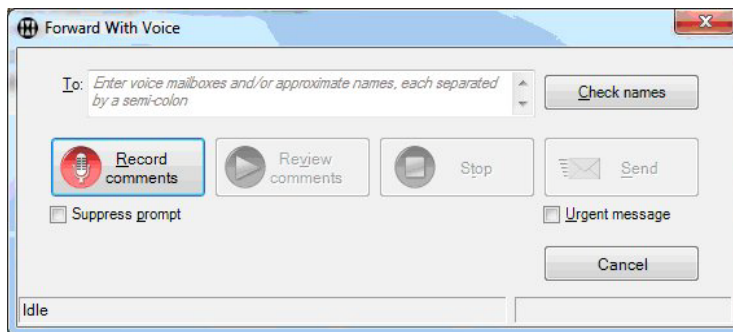 Forward With Voice
To: Enter voice mailboxes and/or approximate names, each separated
by a semi-colon
Check names
Record
comments
Review
comments
Stop
Send
Suppress prompt
Urgent message
Cancel
Idle